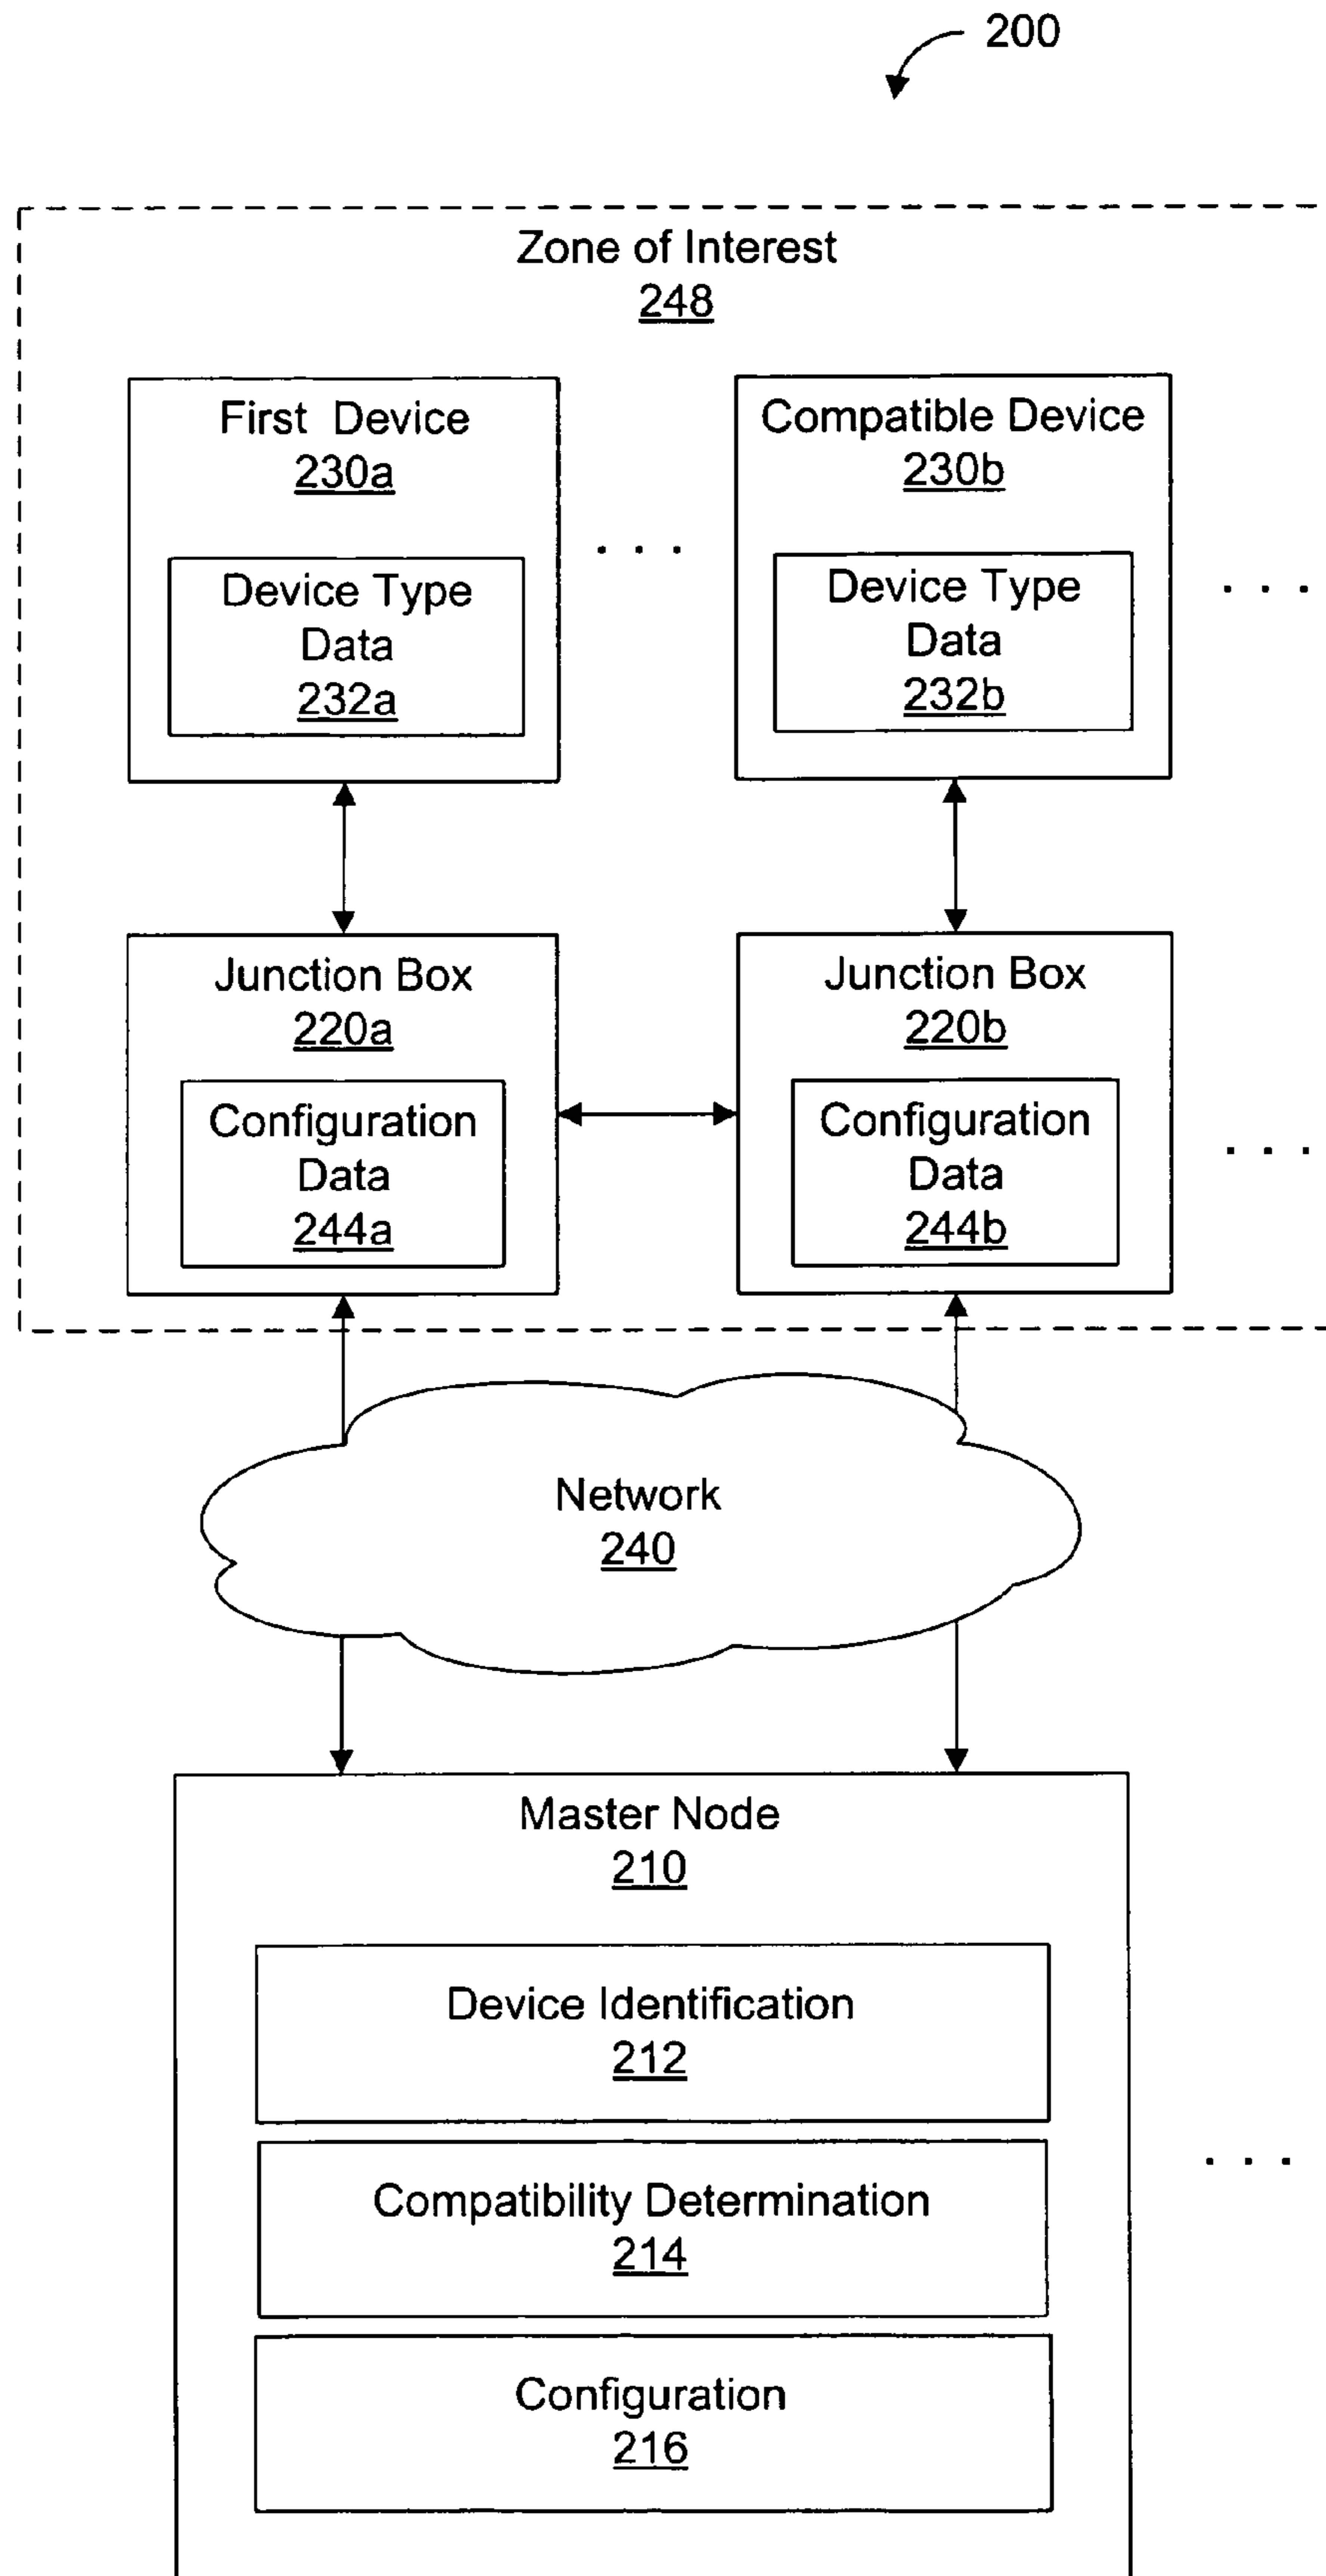 200
Zone of Interest
248
First Device
230a
Device Type
Data
232a
. . .
Compatible Device
230b
Device Type
Data
232b
. . .
Junction Box
220a
Configuration
Data
244a
Junction Box
220b
Configuration
Data
244b
. . .
Network
240
Master Node
210
Device Identification
212
Compatibility Determination
214
Configuration
216
. . .